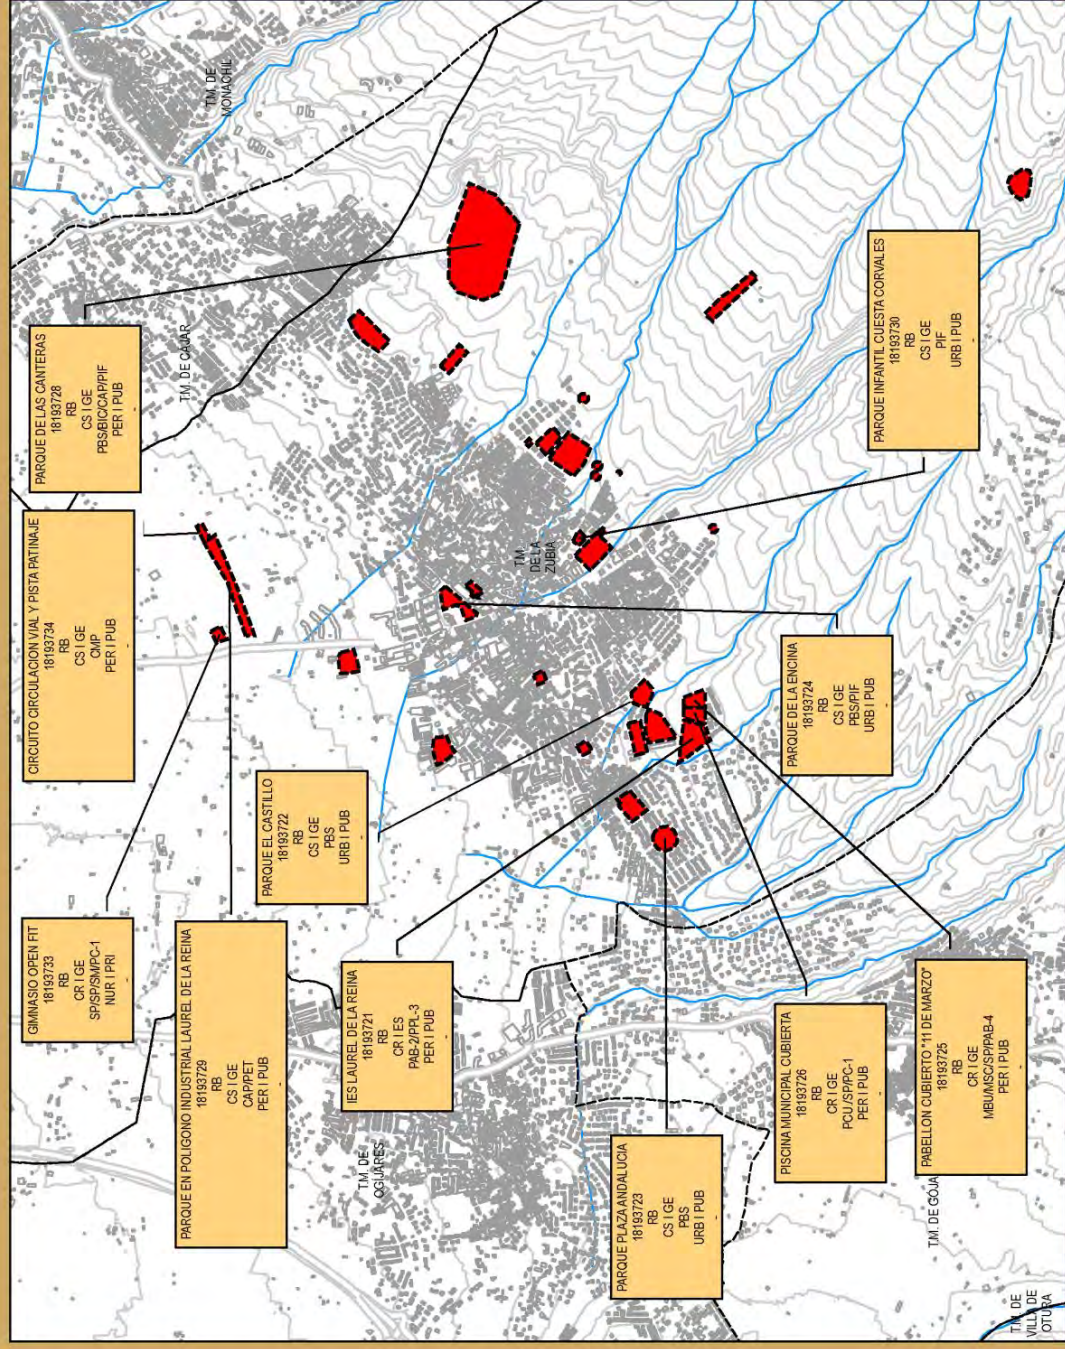 GIMNASIO OPEN FIT
18193733
RB
CR I GE
SP/SP/SM/PC-1
NUR I PRI
-
CIRCUITO CIRCULACION VIAL Y PISTA PATINAJE
18193734
RB
CS I GE
CMP
PER I PUB
-
PARQUE DE LAS CANTERAS
18193728
RB
CS I GE
PBS/BIC/CAP/PIF
PER I PUB
-
PARQUE EN POLIGONO INDUSTRIAL LAUREL DE LA REINA
18193729
RB
CS I GE
CAP/PET
PER I PUB
-
T.M. DE CAJAR
T.M. DE
MONACHIL
PARQUE EL CASTILLO
18193722
RB
CS I GE
PBS
URB I PUB
-
IES LAUREL DE LA REINA
18193721
RB
CR I ES
PAB-2/PPL-3
PER I PUB
-
T.M. DE
OGIJARES
T.M.
DE LA
ZUBIA
PARQUE PLAZA ANDALUCIA
18193723
RB
CS I GE
PBS
URB I PUB
-
PISCINA MUNICIPAL CUBIERTA
18193726
RB
CR I GE
PCU/SP/PC-1
PER I PUB
-
PARQUE DE LA ENCINA
18193724
RB
CS I GE
PBS/PIF
URB I PUB
-
PARQUE INFANTIL CUESTA CORVALES
18193730
RB
CS I GE
PIF
URB I PUB
-
PABELLON CUBIERTO "11 DE MARZO"
18193725
RB
CR I GE
MBU/MSC/SP/PAB-4
PER I PUB
-
T.M. DE GOJA
T.M. DE
VILLA DE
OTURA